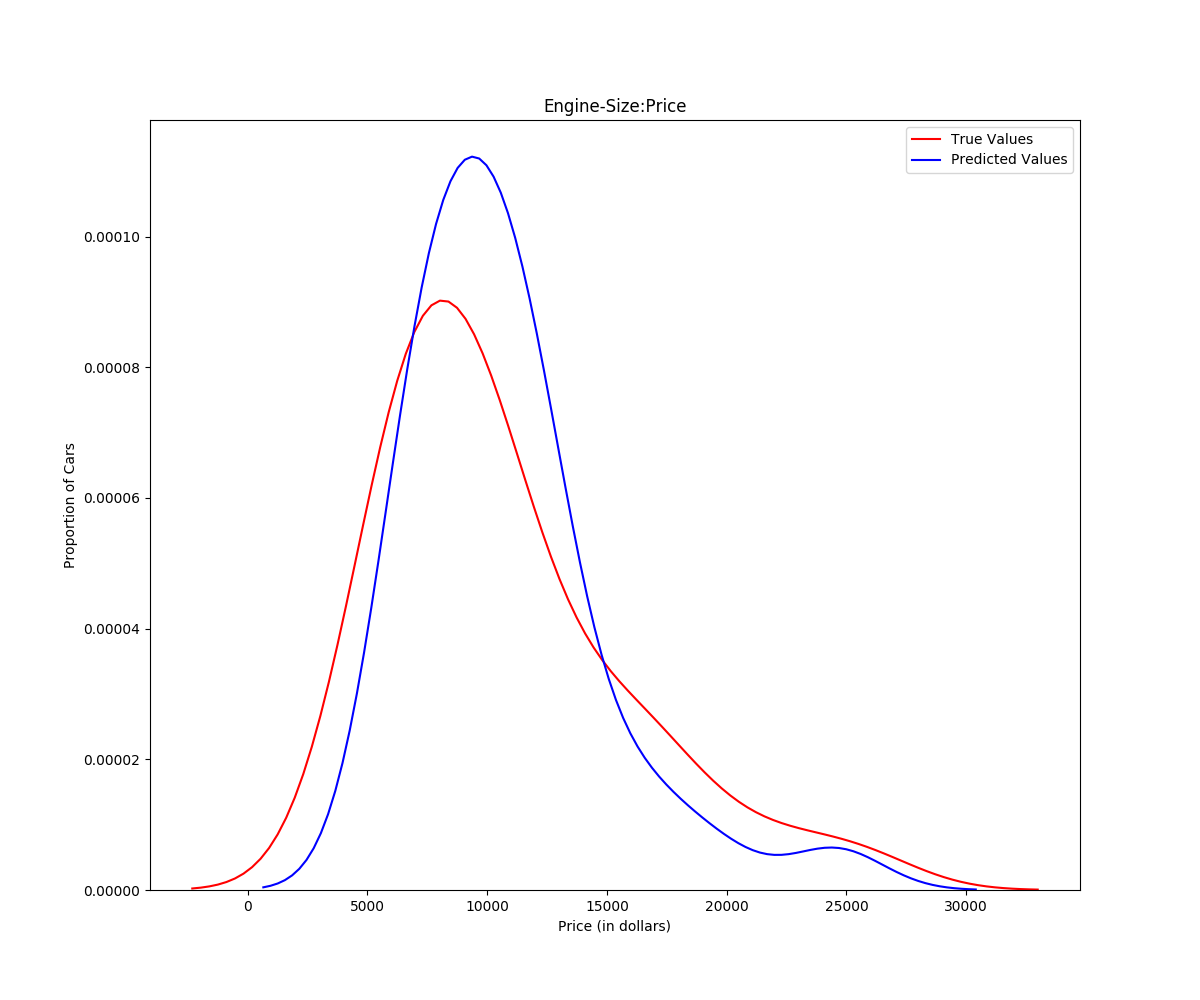 Engine-Size:Price
True Values
Predicted Values
0.00010
0.00008
0.00006
0.00004
0.00002
0.00000
Proportion of Cars
0 5000 10000 15000 20000 25000 30000
Price (in dollars)